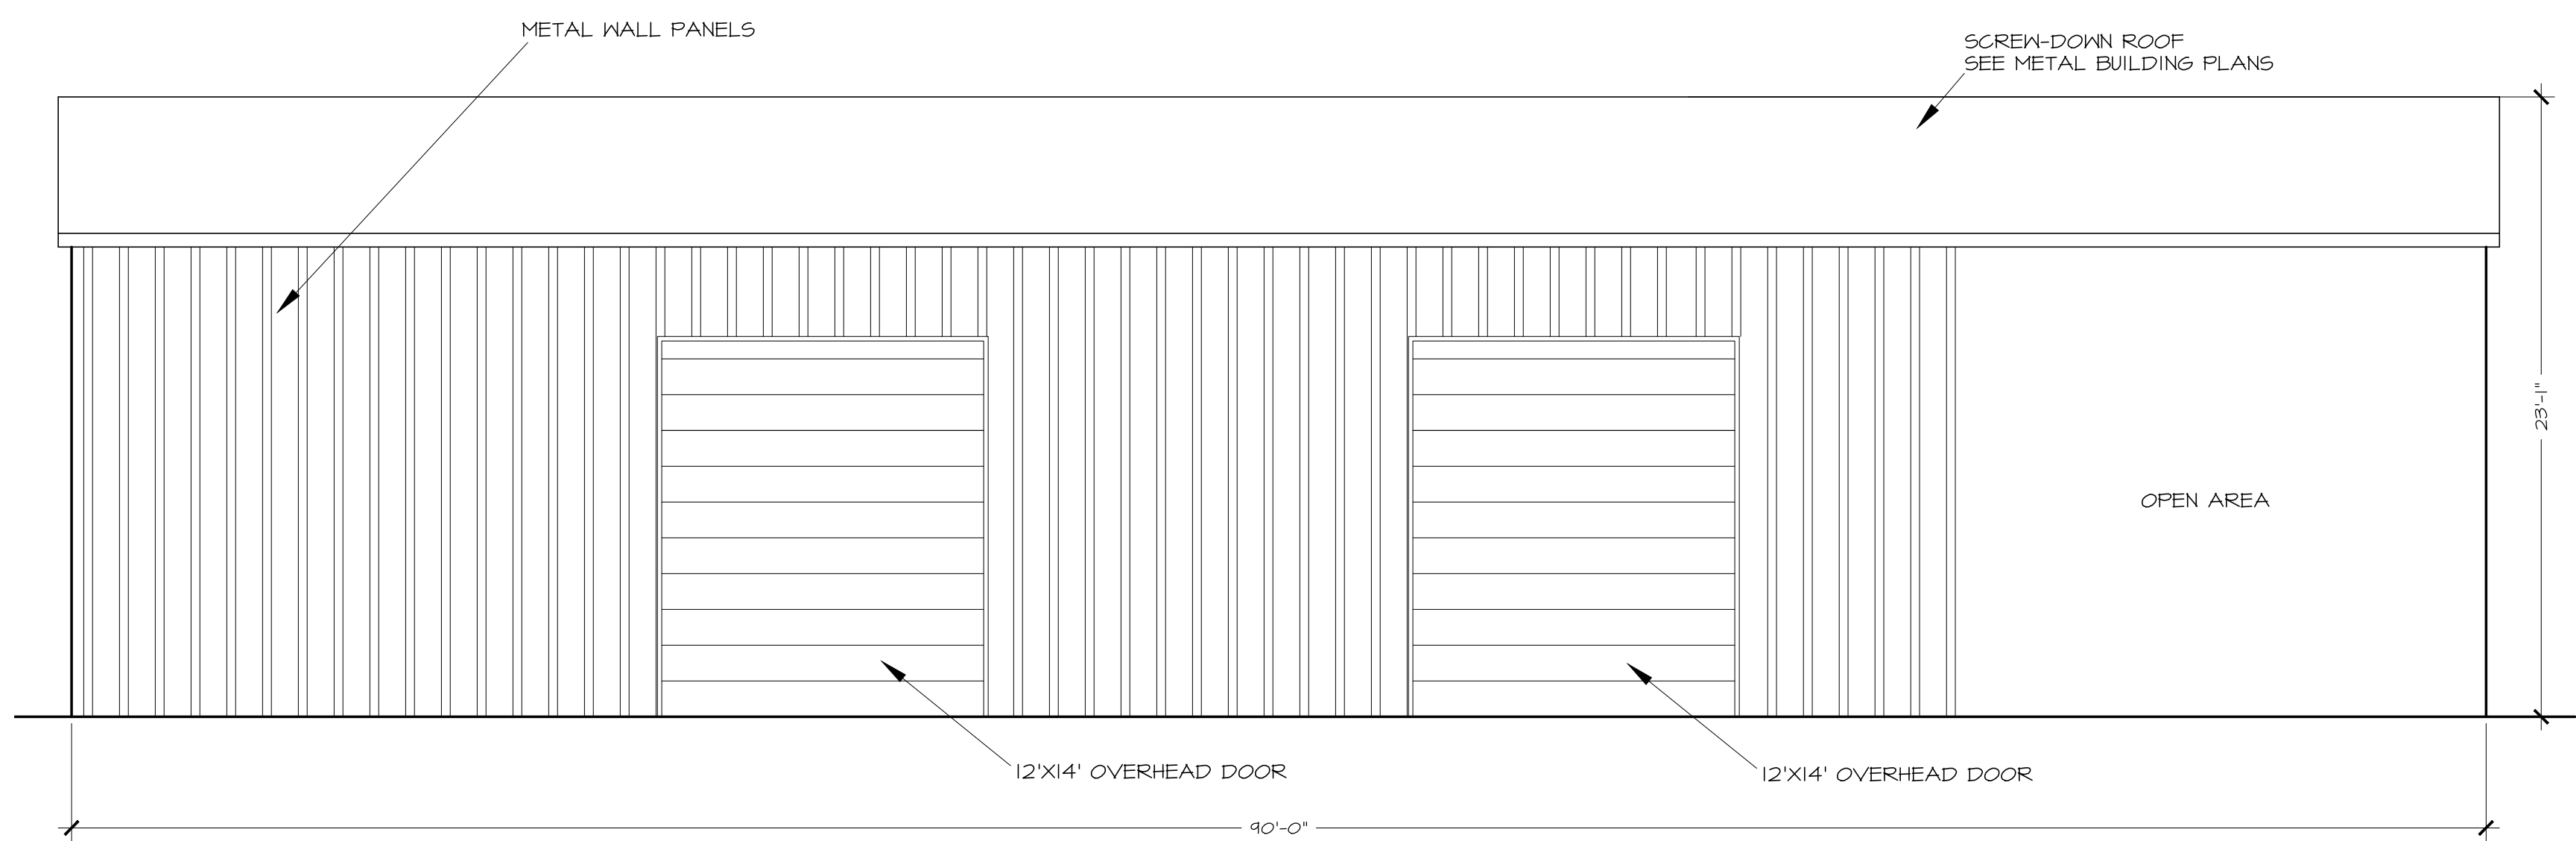 METAL WALL PANELS
SCREW-DOWN ROOF
SEE METAL BUILDING PLANS
23'-1"
OPEN AREA
12'X14' OVERHEAD DOOR
12'X14' OVERHEAD DOOR
90'-0"